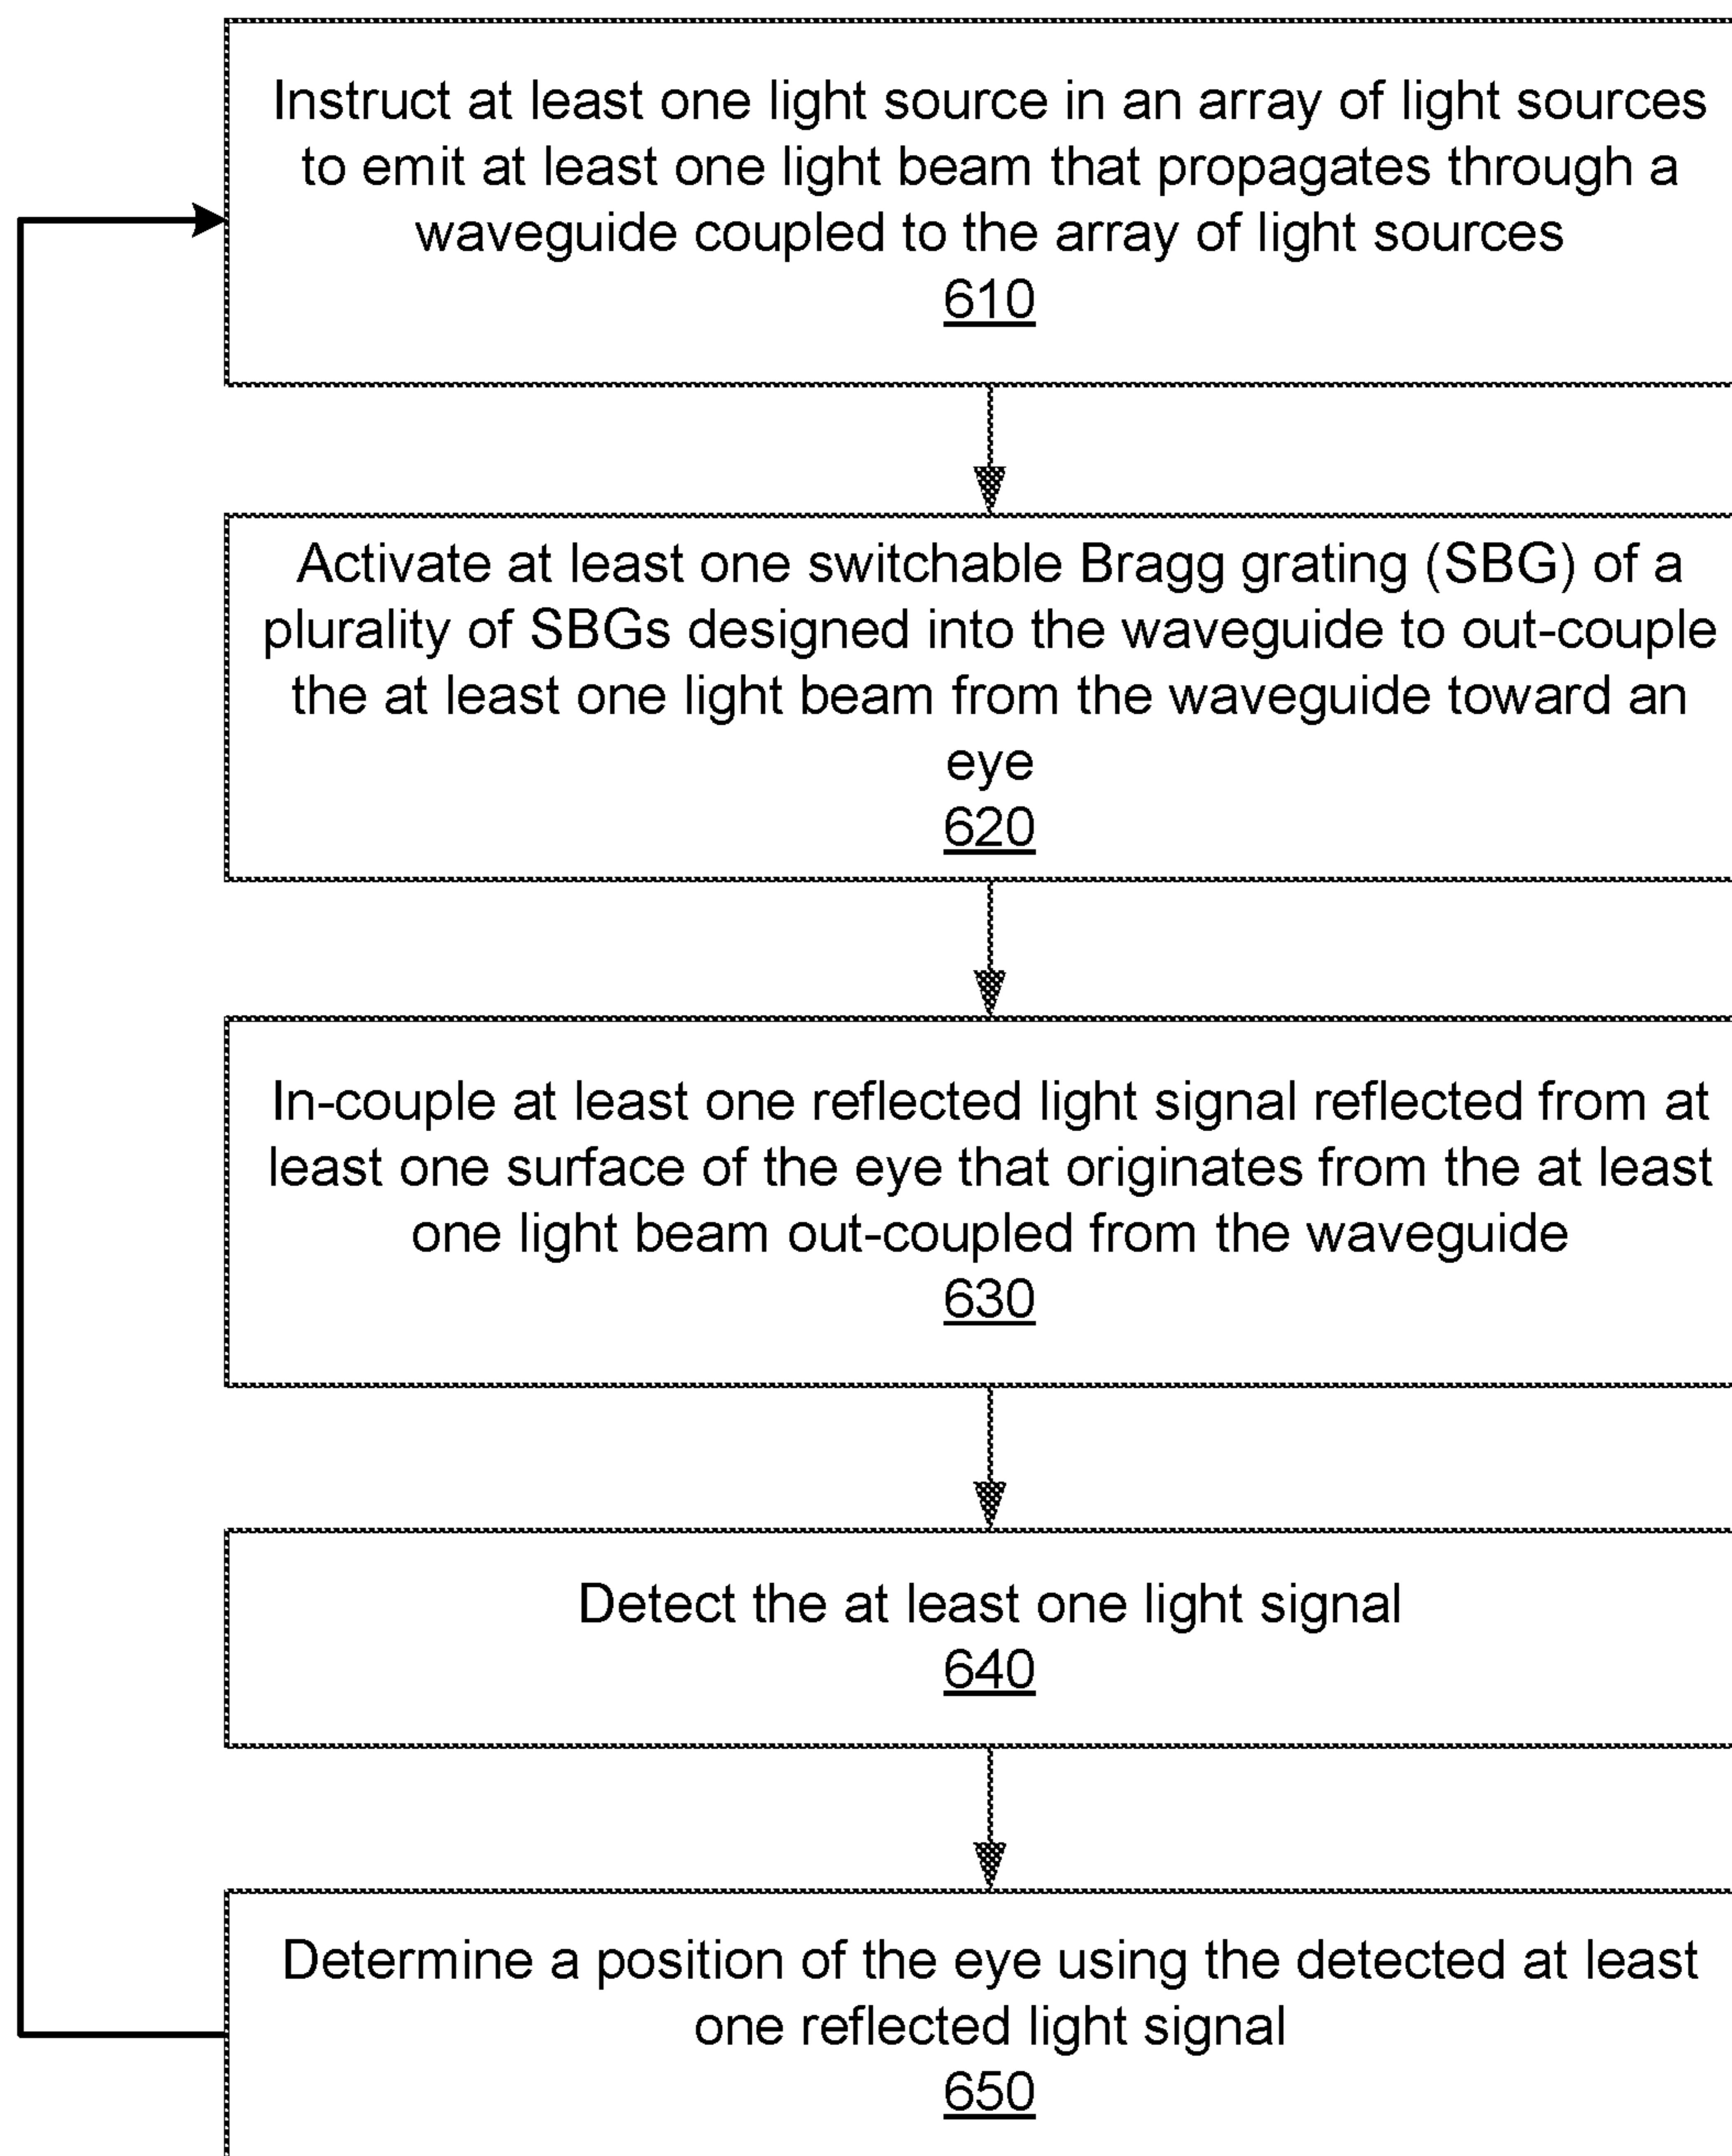 Instruct at least one light source in an array of light sources
to emit at least one light beam that propagates through a
waveguide coupled to the array of light sources
610
Activate at least one switchable Bragg grating (SBG) of a
plurality of SBGs designed into the waveguide to out-couple
the at least one light beam from the waveguide toward an
eye
620
In-couple at least one reflected light signal reflected from at
least one surface of the eye that originates from the at least
one light beam out-coupled from the waveguide
630
Detect the at least one light signal
640
Determine a position of the eye using the detected at least
one reflected light signal
650